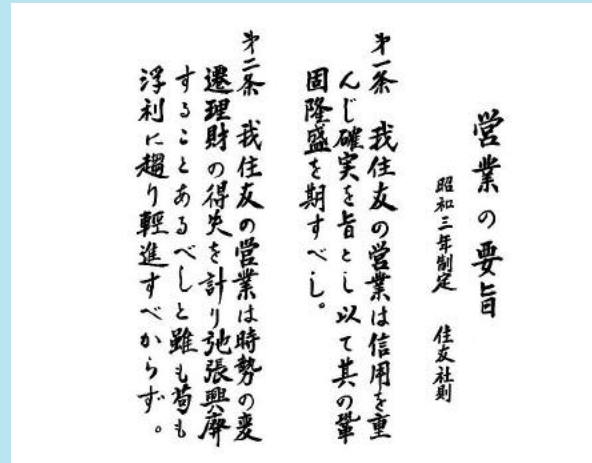 営業の要旨
昭和三年制定 住友社則
第一条 我住友の営業は信用を重
んじ確実を旨とし以て其の鞏
固隆盛を期すべし。
第二条 我住友の営業は時勢の変
遷理財の得失を計り弛張興廃
することあるべしと雖も苟も
浮利に趨り輕進すべからず。